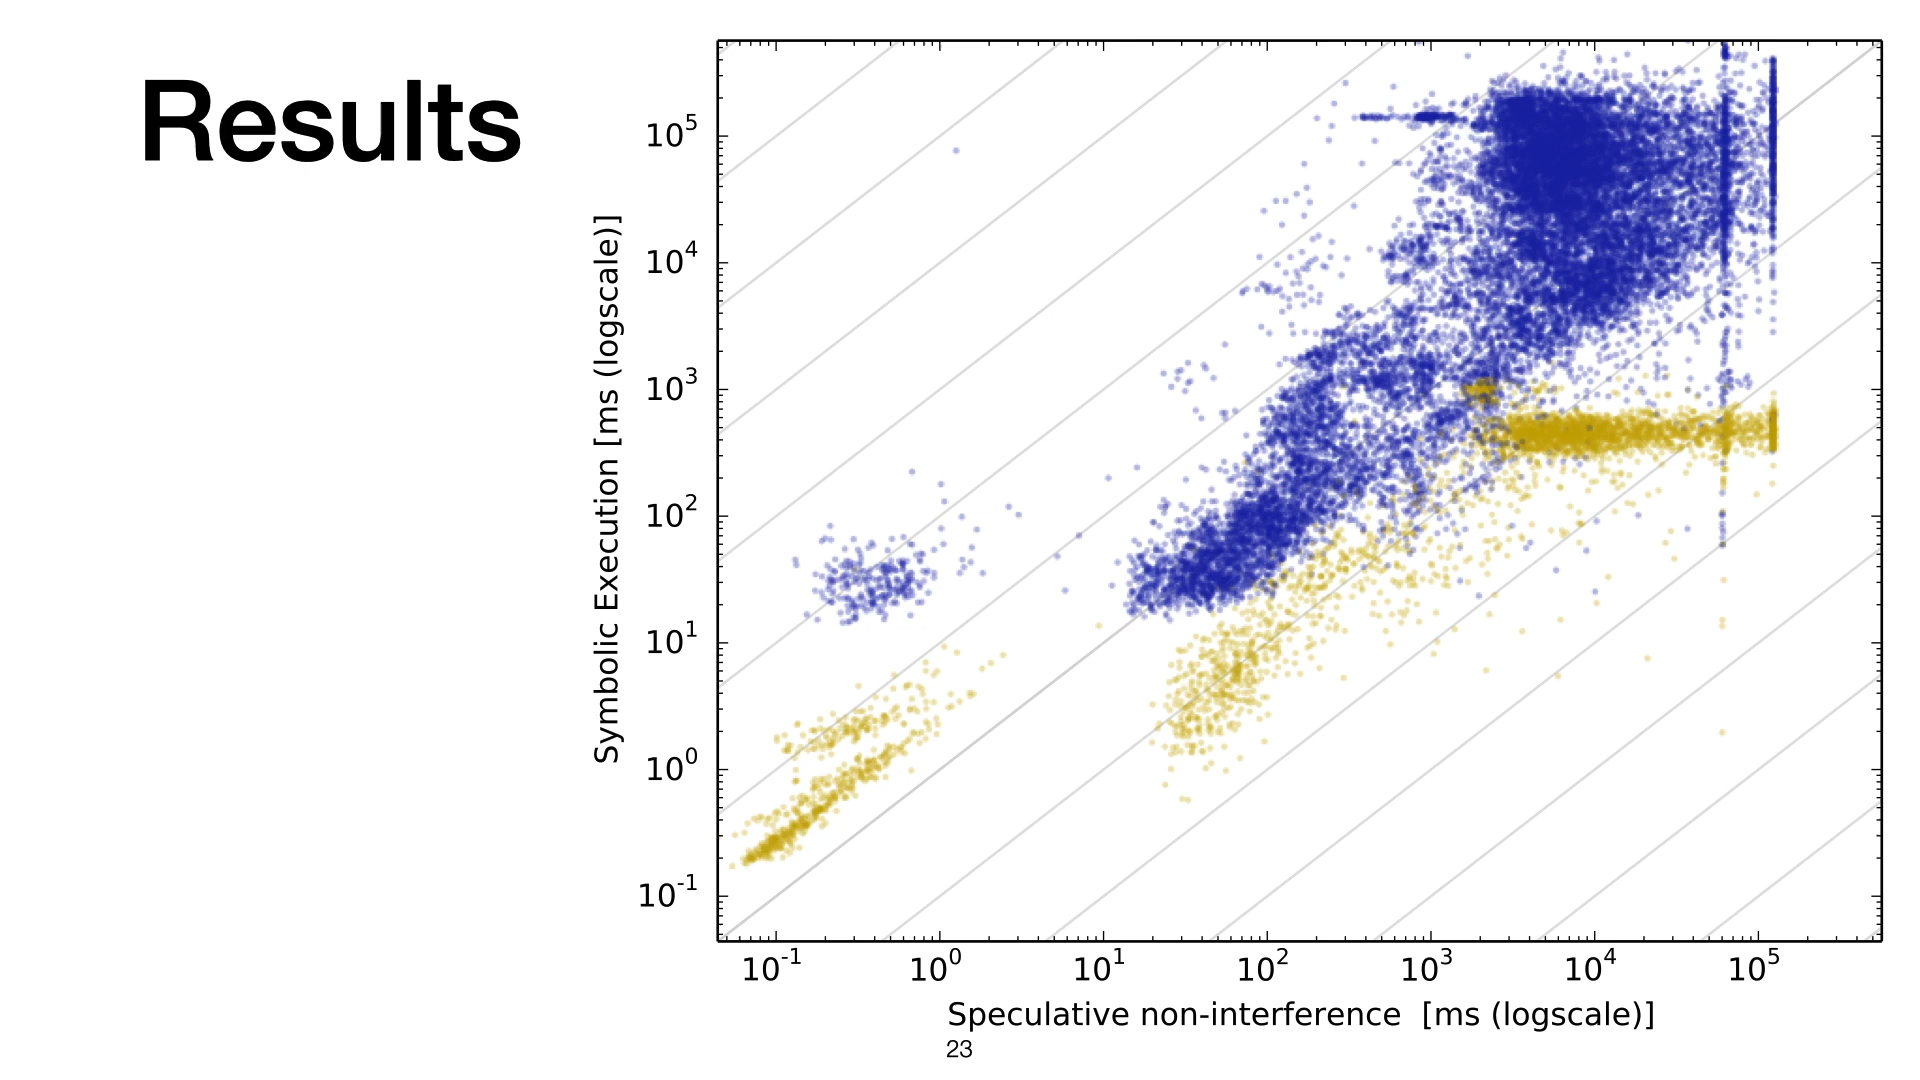 Results
Symbolic Execution [ms (logscale)]
10^5
10^4
10^3
10^2
10^1
10^0
10^-1
10^-1 10^0 10^1 10^2 10^3 10^4 10^5
Speculative non-interference [ms (logscale)]
23